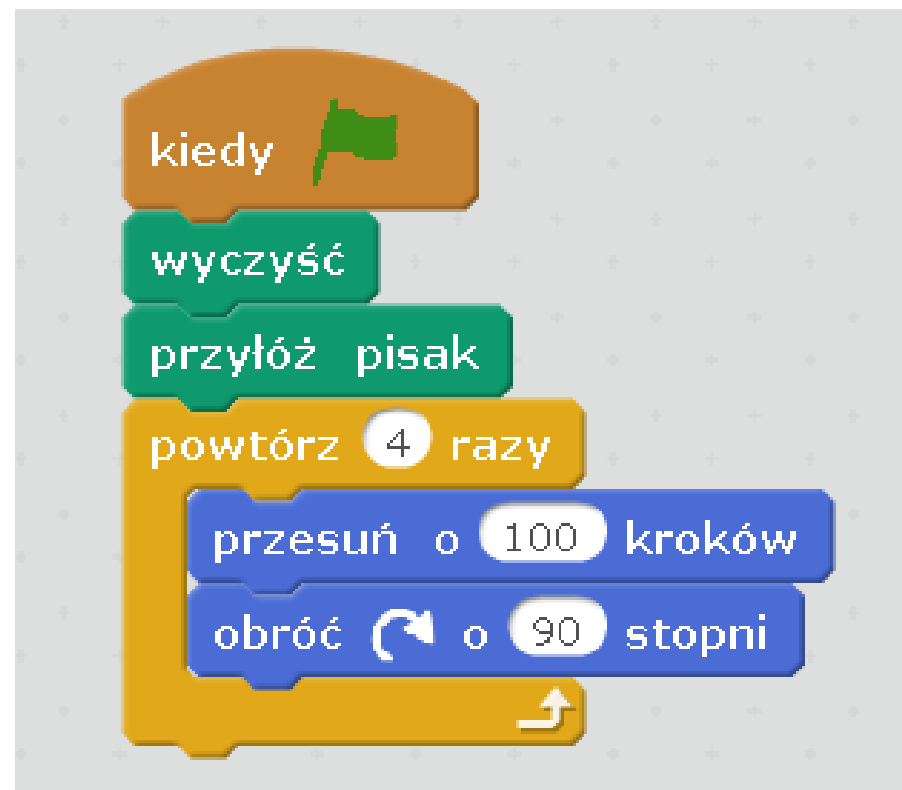 kiedy
wyczyść
przyłóż pisak
powtórz 4 razy
przesuń o 100 kroków
obróć o 90 stopni